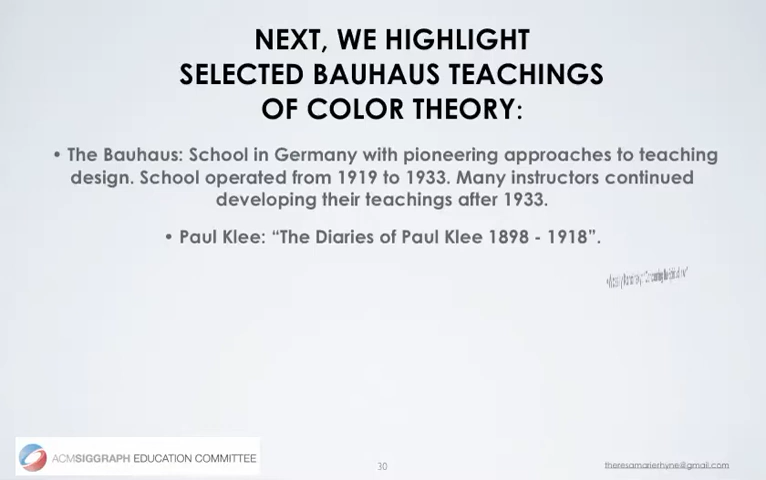 NEXT, WE HIGHLIGHT
SELECTED BAUHAUS TEACHINGS
OF COLOR THEORY:
• The Bauhaus: School in Germany with pioneering approaches to teaching
design. School operated from 1919 to 1933. Many instructors continued
developing their teachings after 1933.
• Paul Klee: “The Diaries of Paul Klee 1898 - 1918”.
ACMSIGGRAPH EDUCATION COMMITTEE
30
theresamarierhyne@gmail.com